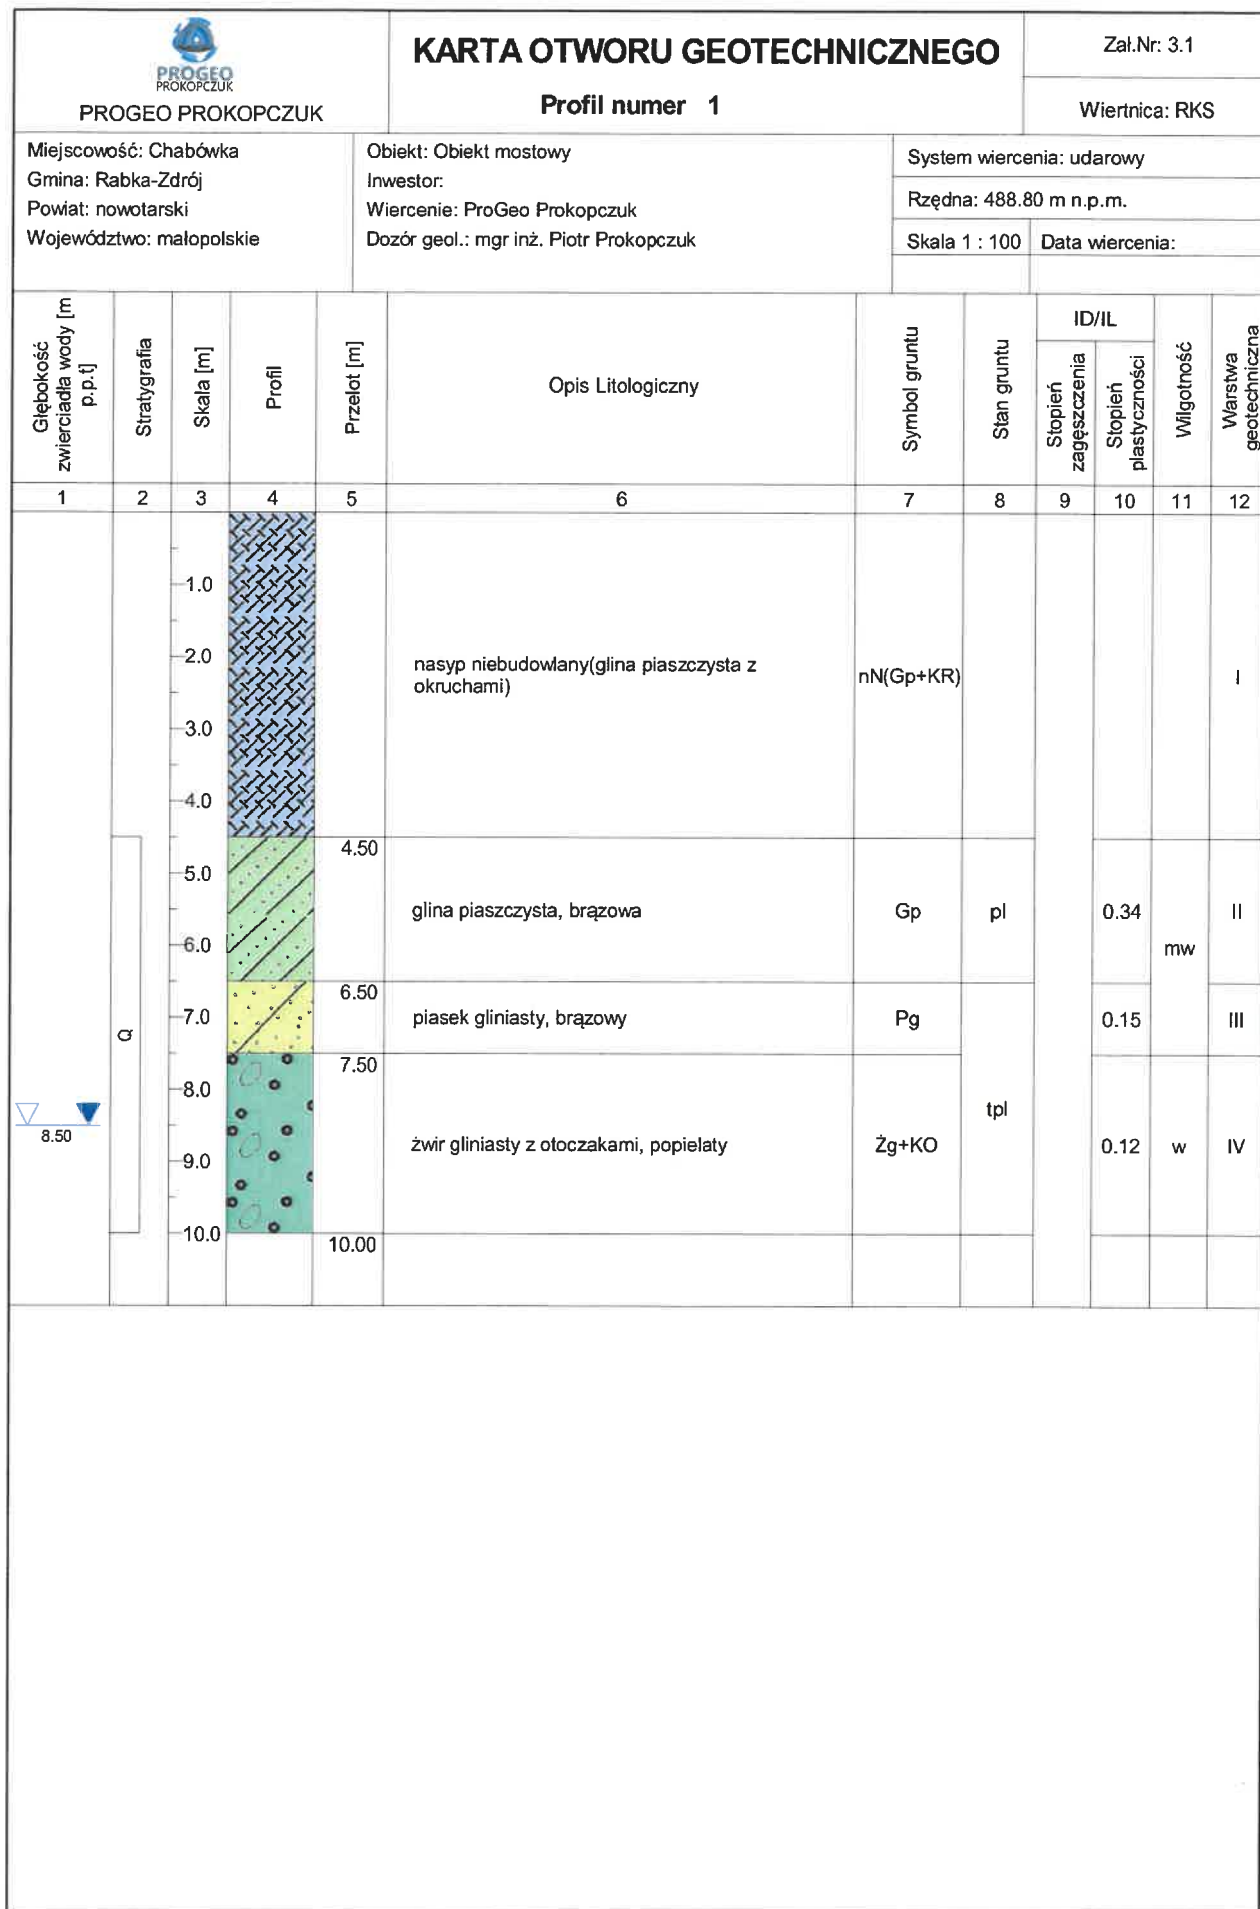 PROGEO
PROKOPCZUK
PROGEO PROKOPCZUK
KARTA OTWORU GEOTECHNICZNEGO
Profil numer 1
Zał.Nr: 3.1
Wiertnica: RKS
Miejscowość: Chabówka
Gmina: Rabka-Zdrój
Powiat: nowotarski
Województwo: małopolskie
Obiekt: Obiekt mostowy
Inwestor:
Wiercenie: ProGeo Prokopczuk
Dozór geol.: mgr inż. Piotr Prokopczuk
System wiercenia: udarowy
Rzędna: 488.80 m n.p.m.
Skala 1 : 100
Data wiercenia:
Głębokość
zwierciadła wody [m
p.p.t]
Stratygrafia
Skala [m]
Profil
Przelot [m]
Opis Litologiczny
Symbol gruntu
Stan gruntu
ID/IL
Stopień
zagęszczenia
Stopień
plastyczności
Wilgotność
Warstwa
geotechniczna
1 2 3 4 5 6 7 8 9 10 11 12
1.0
2.0
nasyp niebudowlany(glina piaszczysta z
okruchami)
nN(Gp+KR)
I
3.0
4.0
4.50
5.0
glina piaszczysta, brązowa
Gp
pl
0.34
II
6.0
mw
6.50
7.0
piasek gliniasty, brązowy
Pg
0.15
III
Q
7.50
8.0
tpl
8.50
żwir gliniasty z otoczakami, popielaty
Żg+KO
0.12
w
IV
9.0
10.0
10.00